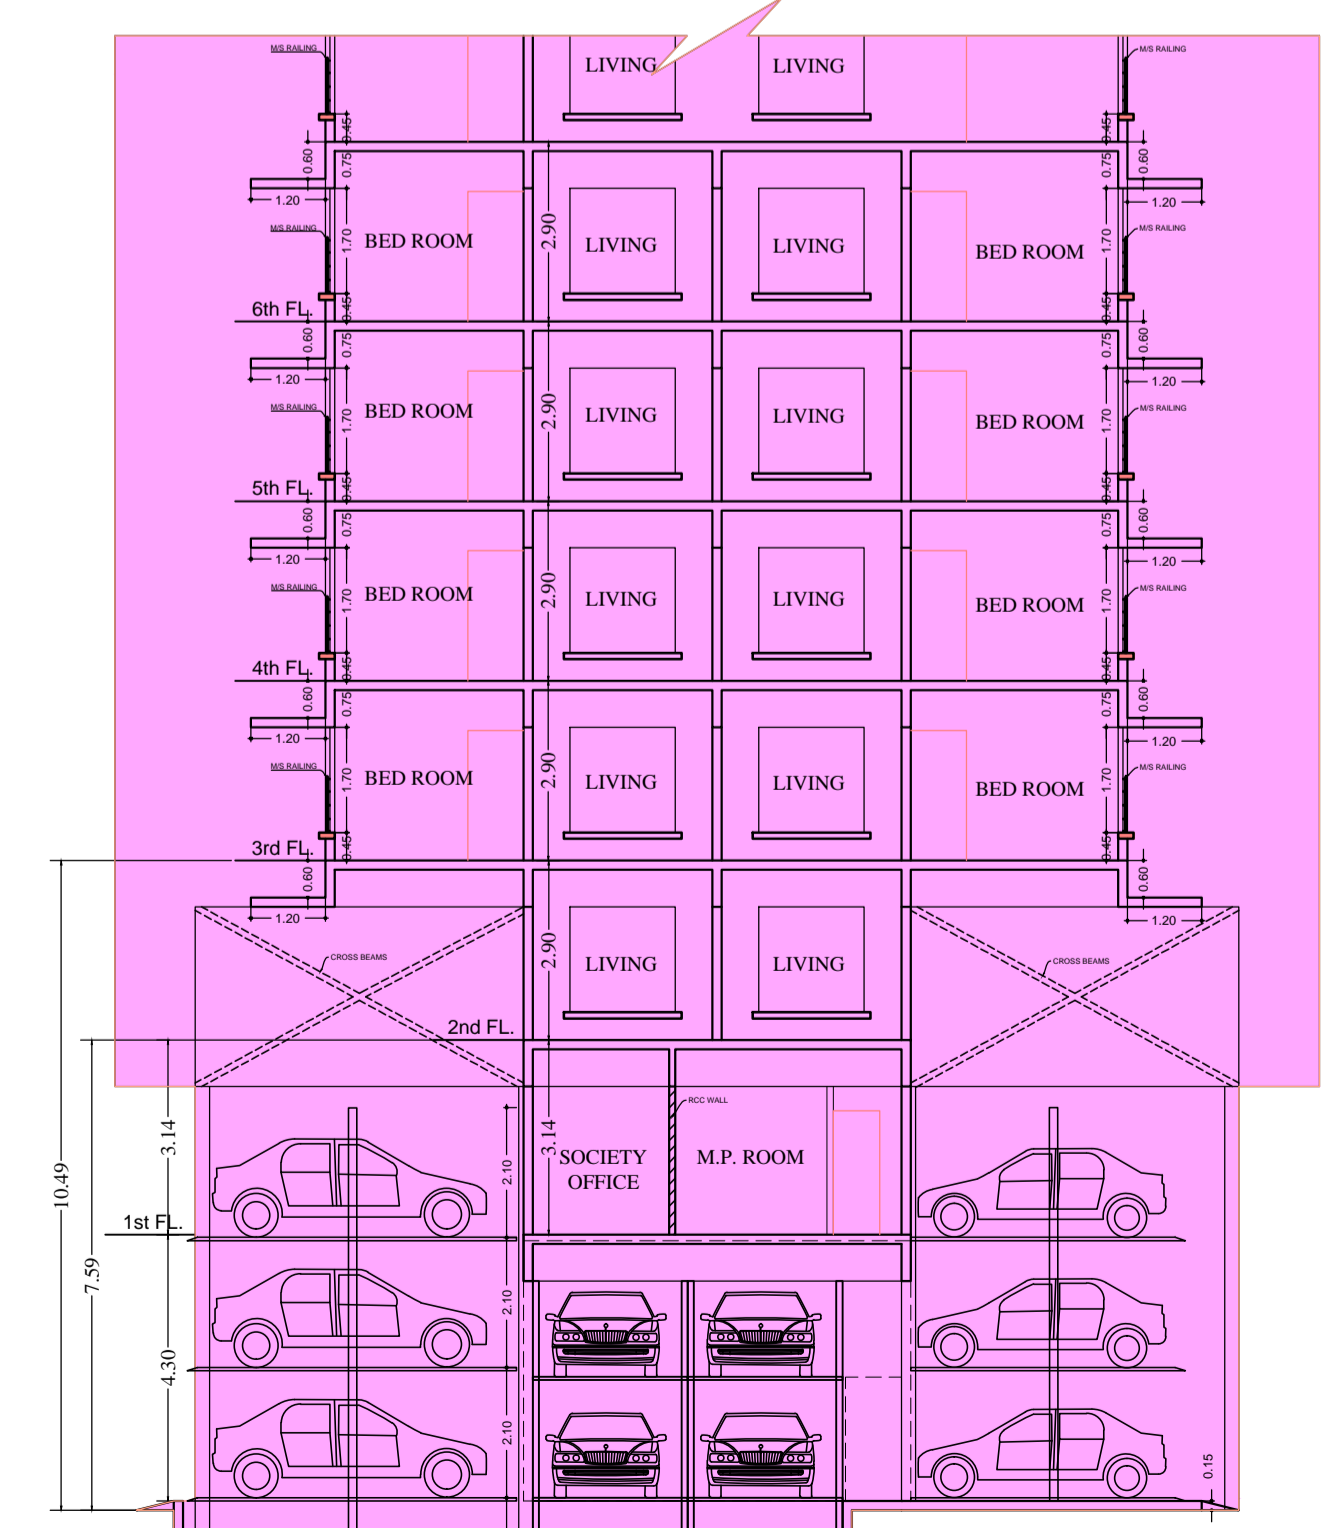 M/S RAILING
LIVING
LIVING
M/S RAILING
0.45
0.45
0.60
0.75
0.75
0.60
1.20
1.20
M/S RAILING
BED ROOM
1.70
2.90
LIVING
LIVING
BED ROOM
1.70
M/S RAILING
6th FL.
0.45
0.45
0.60
0.75
0.75
0.60
1.20
1.20
M/S RAILING
BED ROOM
1.70
2.90
LIVING
LIVING
BED ROOM
1.70
M/S RAILING
5th FL.
0.45
0.45
0.60
0.75
0.75
0.60
1.20
1.20
M/S RAILING
BED ROOM
1.70
2.90
LIVING
LIVING
BED ROOM
1.70
M/S RAILING
4th FL.
0.45
0.45
0.60
0.75
0.75
0.60
1.20
1.20
M/S RAILING
BED ROOM
1.70
2.90
LIVING
LIVING
BED ROOM
1.70
M/S RAILING
3rd FL.
0.45
0.45
0.60
0.60
1.20
1.20
CROSS BEAMS
2.90
LIVING
LIVING
CROSS BEAMS
2nd FL.
RCC WALL
3.14
3.14
2.10
SOCIETY
OFFICE
M.P. ROOM
10.49
1st FL.
7.59
2.10
4.30
2.10
0.15